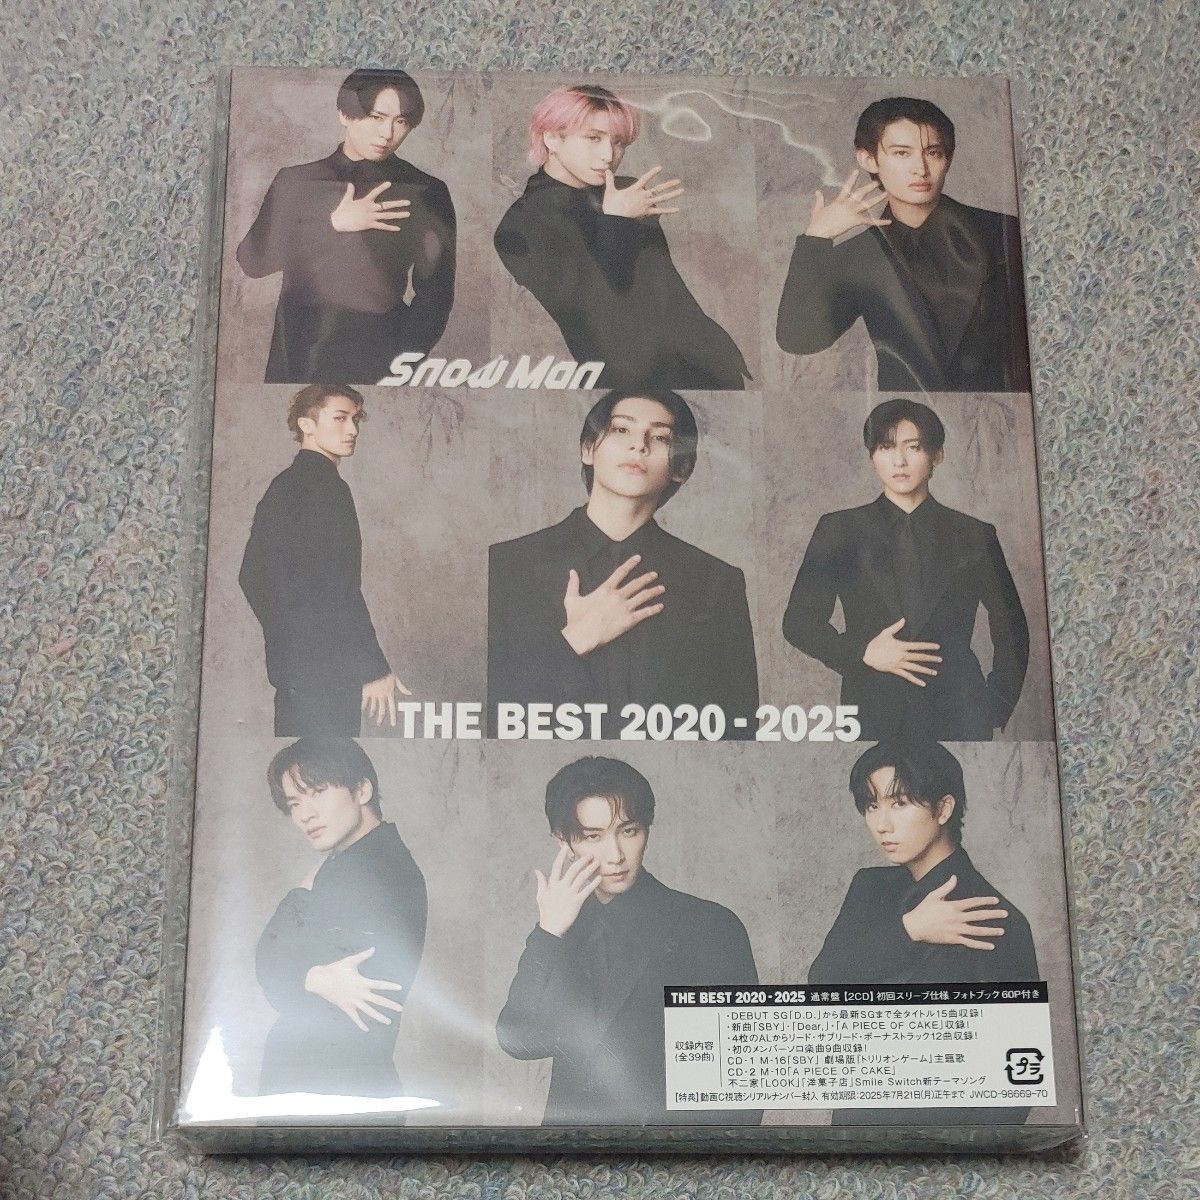 Snow Man
THE BEST 2020-2025
THE BEST 2020-2025 通常盤【2CD】初回スリーブ仕様 フォトブック60P付き
収録内容
(全39曲)
・DEBUT SG「D.D.」から最新SGまで全タイトル15曲収録!
・新曲「SBY」・「Dear,」・「A PIECE OF CAKE」収録!
・4枚のALからリード・サブリード・ボーナストラック12曲収録!
・初のメンバーソロ楽曲9曲収録!
CD-1 M-16「SBY」 劇場版『トリリオンゲーム』主題歌
CD-2 M-10「A PIECE OF CAKE」
不二家「LOOK」「洋菓子店」Smile Switch新テーマソング
プラ
【特典】動画C視聴シリアルナンバー封入 有効期限:2025年7月21日(月)正午まで JWCD-98669-70